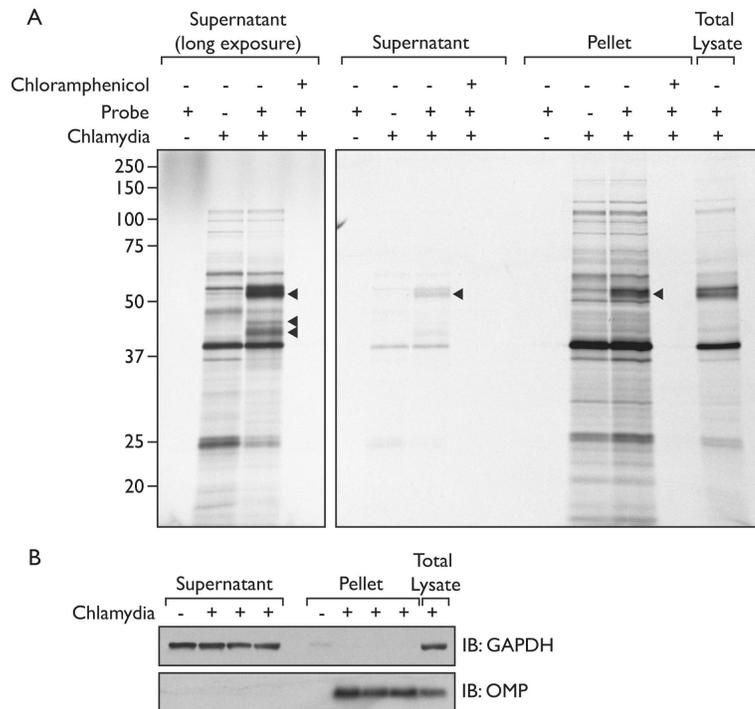 A
Supernatant
(long exposure)
Supernatant
Pellet
Total
Lysate
Chloramphenicol - - - + - - - + - - - + -
Probe + - + + + - + + + - + + +
Chlamydia - + + + - + + + - + + + +
250
150
100
75
50
37
25
20
B
Supernatant
Pellet
Total
Lysate
Chlamydia - + + + - + + + +
IB: GAPDH
IB: OMP